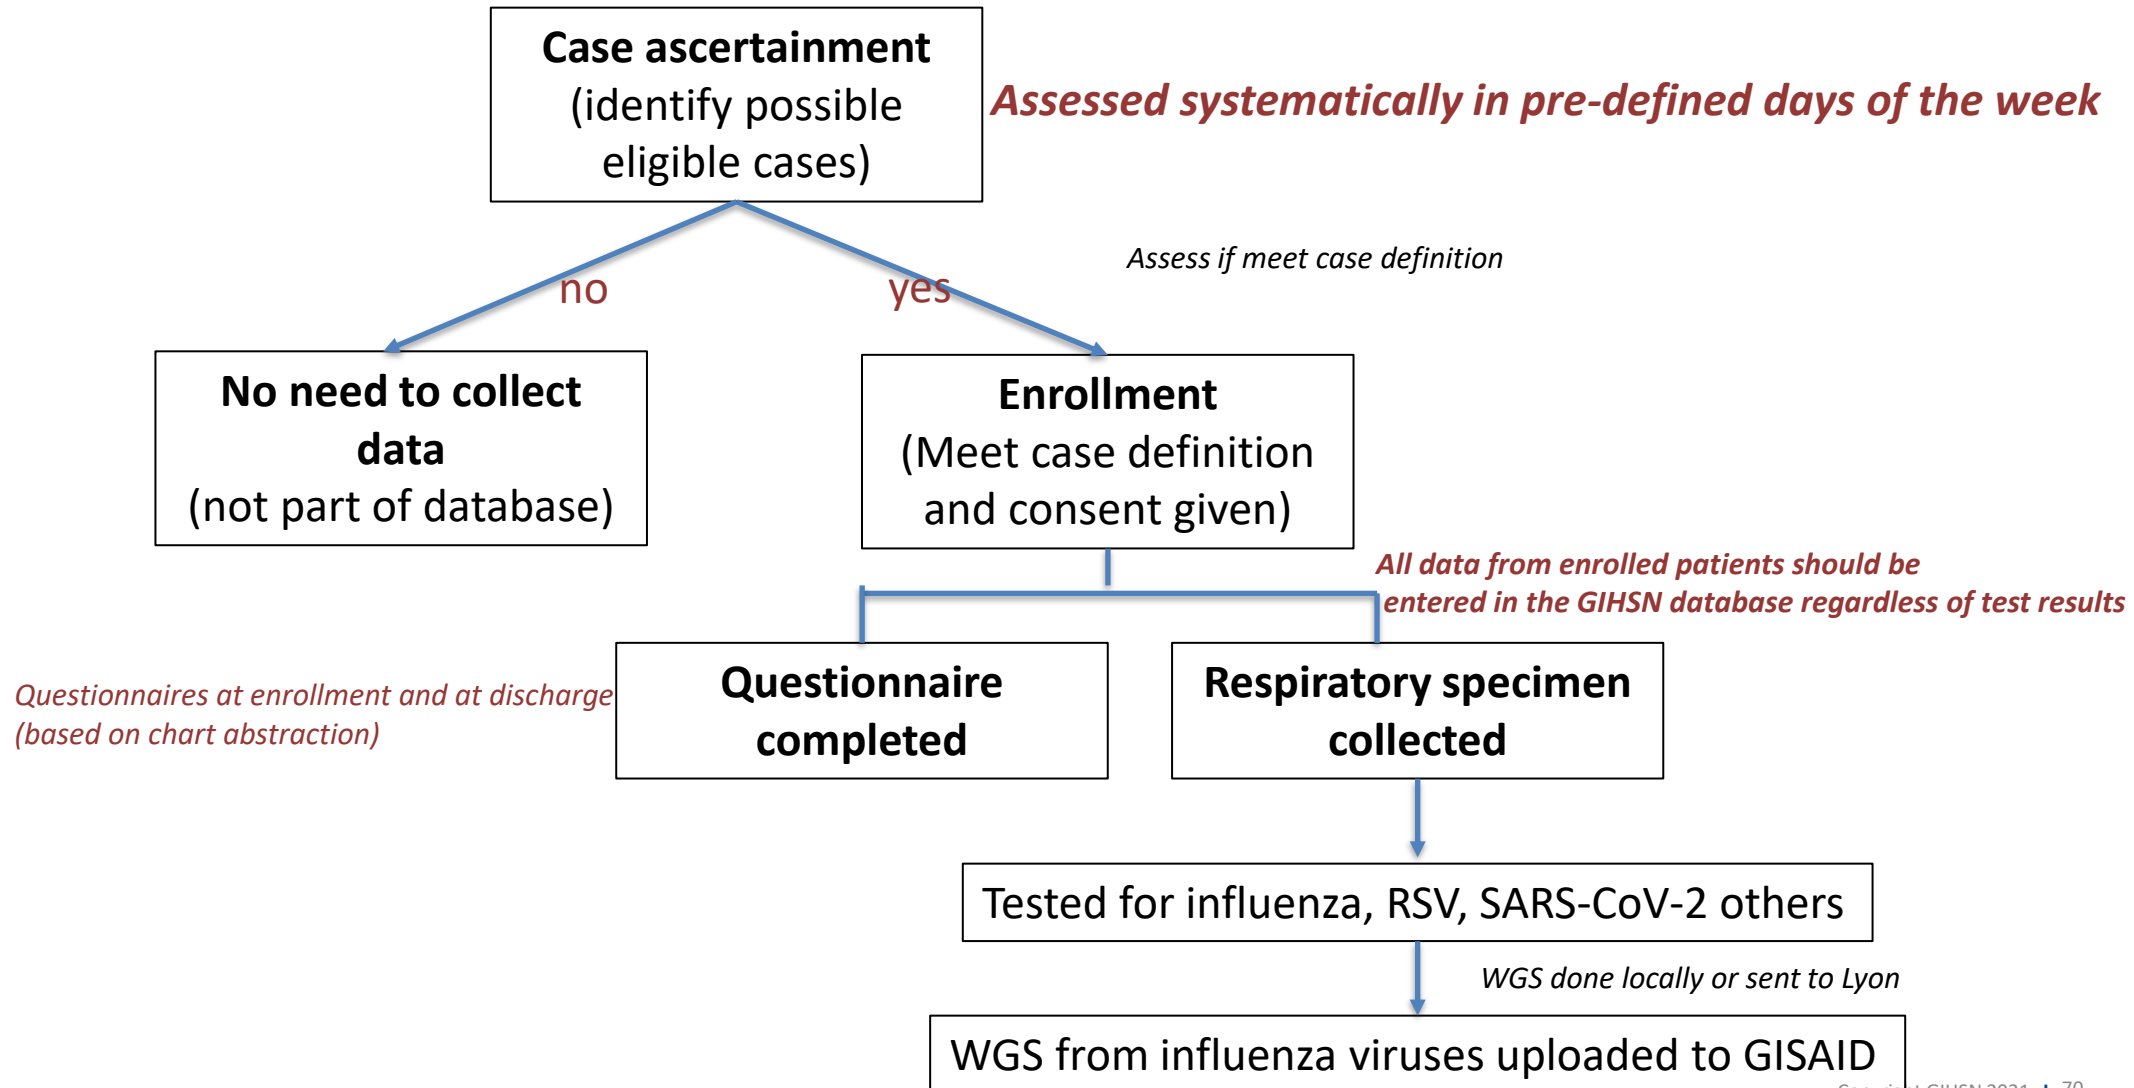 Case ascertainment
(identify possible
eligible cases)
Assessed systematically in pre-defined days of the week
Assess if meet case definition
no
yes
No need to collect
data
(not part of database)
Enrollment
(Meet case definition
and consent given)
All data from enrolled patients should be
entered in the GIHSN database regardless of test results
Questionnaires at enrollment and at discharge
(based on chart abstraction)
Questionnaire
completed
Respiratory specimen
collected
Tested for influenza, RSV, SARS-CoV-2 others
WGS done locally or sent to Lyon
WGS from influenza viruses uploaded to GISAID
Copyright GIHSN 2021 | 70